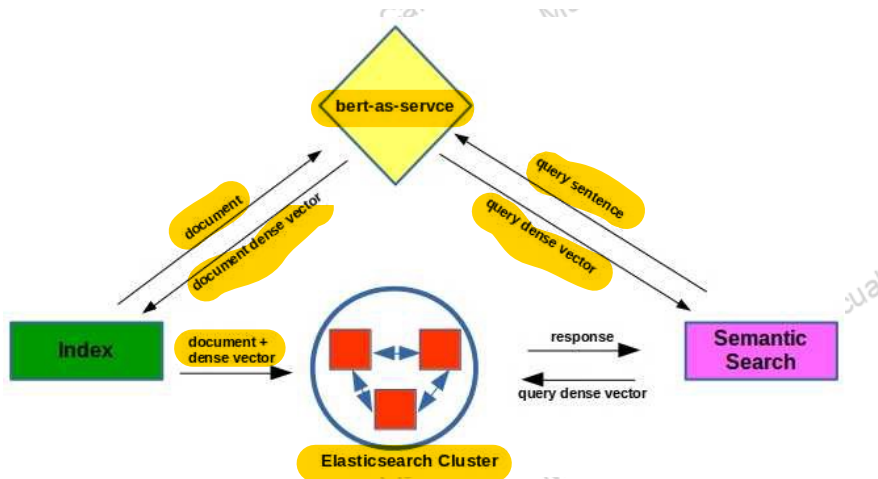 bert-as-servce
document
document dense vector
query sentence
query dense vector
Index
document +
dense vector
response
query dense vector
Semantic
Search
Elasticsearch Cluster